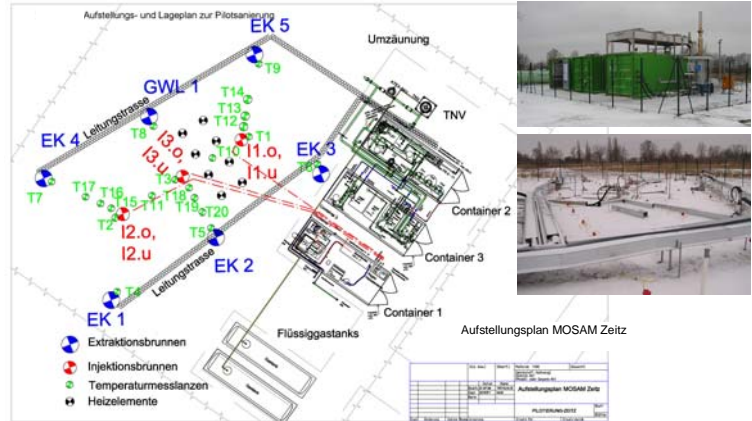 Aufstellungs- und Lageplan zur Pilotsanierung
EK 5
Umzäunung
T9
GWL 1
T14
T13
T12
TNV
Leitungstrasse
T8
T1
EK 4
I3.o,
I3.u
T10
I1.o,
I1.u
EK 3
T6
T7
T3
T17
T16
T15
T11
T18
T19
T20
T2
I2.o,
I2.u
T5
EK 2
Container 2
Container 3
Leitungstrasse
T4
EK 1
Container 1
Flüssiggastanks
Aufstellungsplan MOSAM Zeitz
Extraktionsbrunnen
Injektionsbrunnen
Temperaturmesslanzen
Heizelemente
Aufstellungsplan MOSAM Zeitz
PILOTIERUNG-ZEITZ